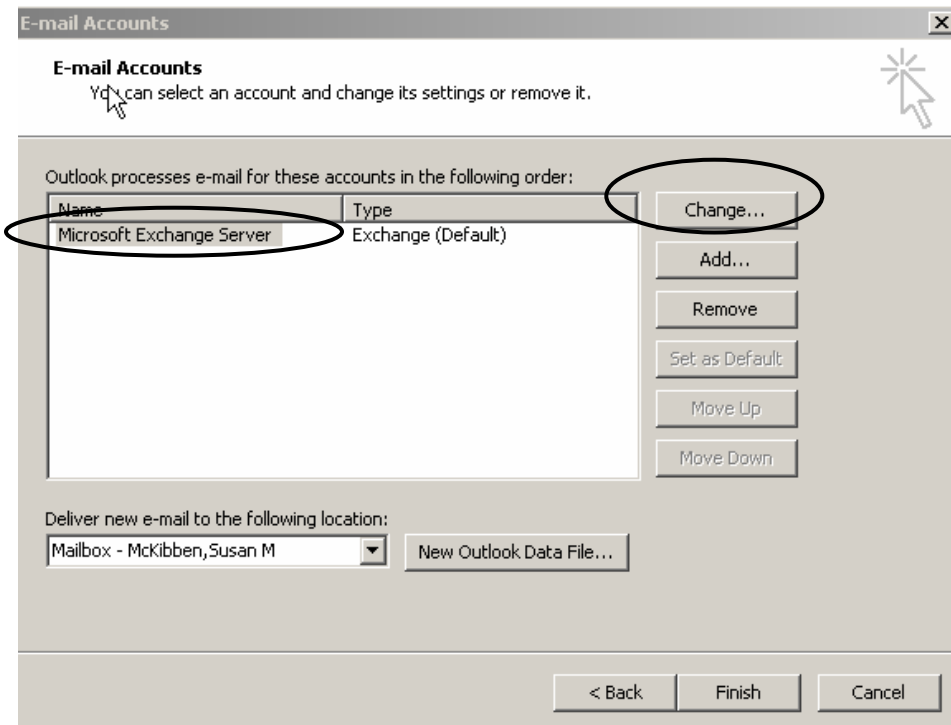 E-mail Accounts
E-mail Accounts
You can select an account and change its settings or remove it.
Outlook processes e-mail for these accounts in the following order:
Name Type
Microsoft Exchange Server Exchange (Default)
Change...
Add...
Remove
Set as Default
Move Up
Move Down
Deliver new e-mail to the following location:
Mailbox - McKibben,Susan M
New Outlook Data File...
< Back Finish Cancel